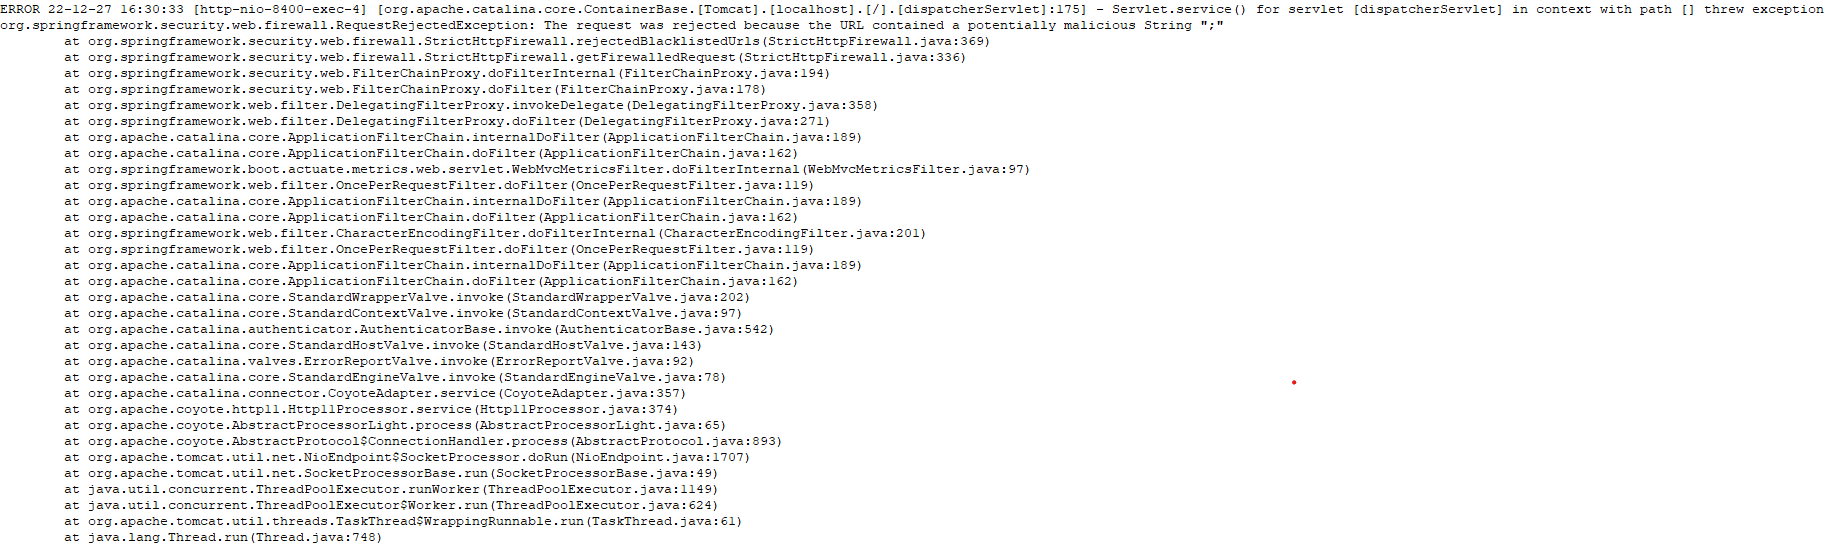 ERROR 22-12-27 16:30:33 [http-nio-8400-exec-4] [org.apache.catalina.core.ContainerBase.[Tomcat].[localhost].[/].[dispatcherServlet]:175] - Servlet.service() for servlet [dispatcherServlet] in context with path [] threw exception
org.springframework.security.web.firewall.RequestRejectedException: The request was rejected because the URL contained a potentially malicious String ";"
at org.springframework.security.web.firewall.StrictHttpFirewall.rejectedBlacklistedUrls(StrictHttpFirewall.java:369)
at org.springframework.security.web.firewall.StrictHttpFirewall.getFirewalledRequest(StrictHttpFirewall.java:336)
at org.springframework.security.web.FilterChainProxy.doFilterInternal(FilterChainProxy.java:194)
at org.springframework.security.web.FilterChainProxy.doFilter(FilterChainProxy.java:178)
at org.springframework.web.filter.DelegatingFilterProxy.invokeDelegate(DelegatingFilterProxy.java:358)
at org.springframework.web.filter.DelegatingFilterProxy.doFilter(DelegatingFilterProxy.java:271)
at org.apache.catalina.core.ApplicationFilterChain.internalDoFilter(ApplicationFilterChain.java:189)
at org.apache.catalina.core.ApplicationFilterChain.doFilter(ApplicationFilterChain.java:162)
at org.springframework.boot.actuate.metrics.web.servlet.WebMvcMetricsFilter.doFilterInternal(WebMvcMetricsFilter.java:97)
at org.springframework.web.filter.OncePerRequestFilter.doFilter(OncePerRequestFilter.java:119)
at org.apache.catalina.core.ApplicationFilterChain.internalDoFilter(ApplicationFilterChain.java:189)
at org.apache.catalina.core.ApplicationFilterChain.doFilter(ApplicationFilterChain.java:162)
at org.springframework.web.filter.CharacterEncodingFilter.doFilterInternal(CharacterEncodingFilter.java:201)
at org.springframework.web.filter.OncePerRequestFilter.doFilter(OncePerRequestFilter.java:119)
at org.apache.catalina.core.ApplicationFilterChain.internalDoFilter(ApplicationFilterChain.java:189)
at org.apache.catalina.core.ApplicationFilterChain.doFilter(ApplicationFilterChain.java:162)
at org.apache.catalina.core.StandardWrapperValve.invoke(StandardWrapperValve.java:202)
at org.apache.catalina.core.StandardContextValve.invoke(StandardContextValve.java:97)
at org.apache.catalina.authenticator.AuthenticatorBase.invoke(AuthenticatorBase.java:542)
at org.apache.catalina.core.StandardHostValve.invoke(StandardHostValve.java:143)
at org.apache.catalina.valves.ErrorReportValve.invoke(ErrorReportValve.java:92)
at org.apache.catalina.core.StandardEngineValve.invoke(StandardEngineValve.java:78)
at org.apache.catalina.connector.CoyoteAdapter.service(CoyoteAdapter.java:357)
at org.apache.coyote.http11.Http11Processor.service(Http11Processor.java:374)
at org.apache.coyote.AbstractProcessorLight.process(AbstractProcessorLight.java:65)
at org.apache.coyote.AbstractProtocol$ConnectionHandler.process(AbstractProtocol.java:893)
at org.apache.tomcat.util.net.NioEndpoint$SocketProcessor.doRun(NioEndpoint.java:1707)
at org.apache.tomcat.util.net.SocketProcessorBase.run(SocketProcessorBase.java:49)
at java.util.concurrent.ThreadPoolExecutor.runWorker(ThreadPoolExecutor.java:1149)
at java.util.concurrent.ThreadPoolExecutor$Worker.run(ThreadPoolExecutor.java:624)
at org.apache.tomcat.util.threads.TaskThread$WrappingRunnable.run(TaskThread.java:61)
at java.lang.Thread.run(Thread.java:748)